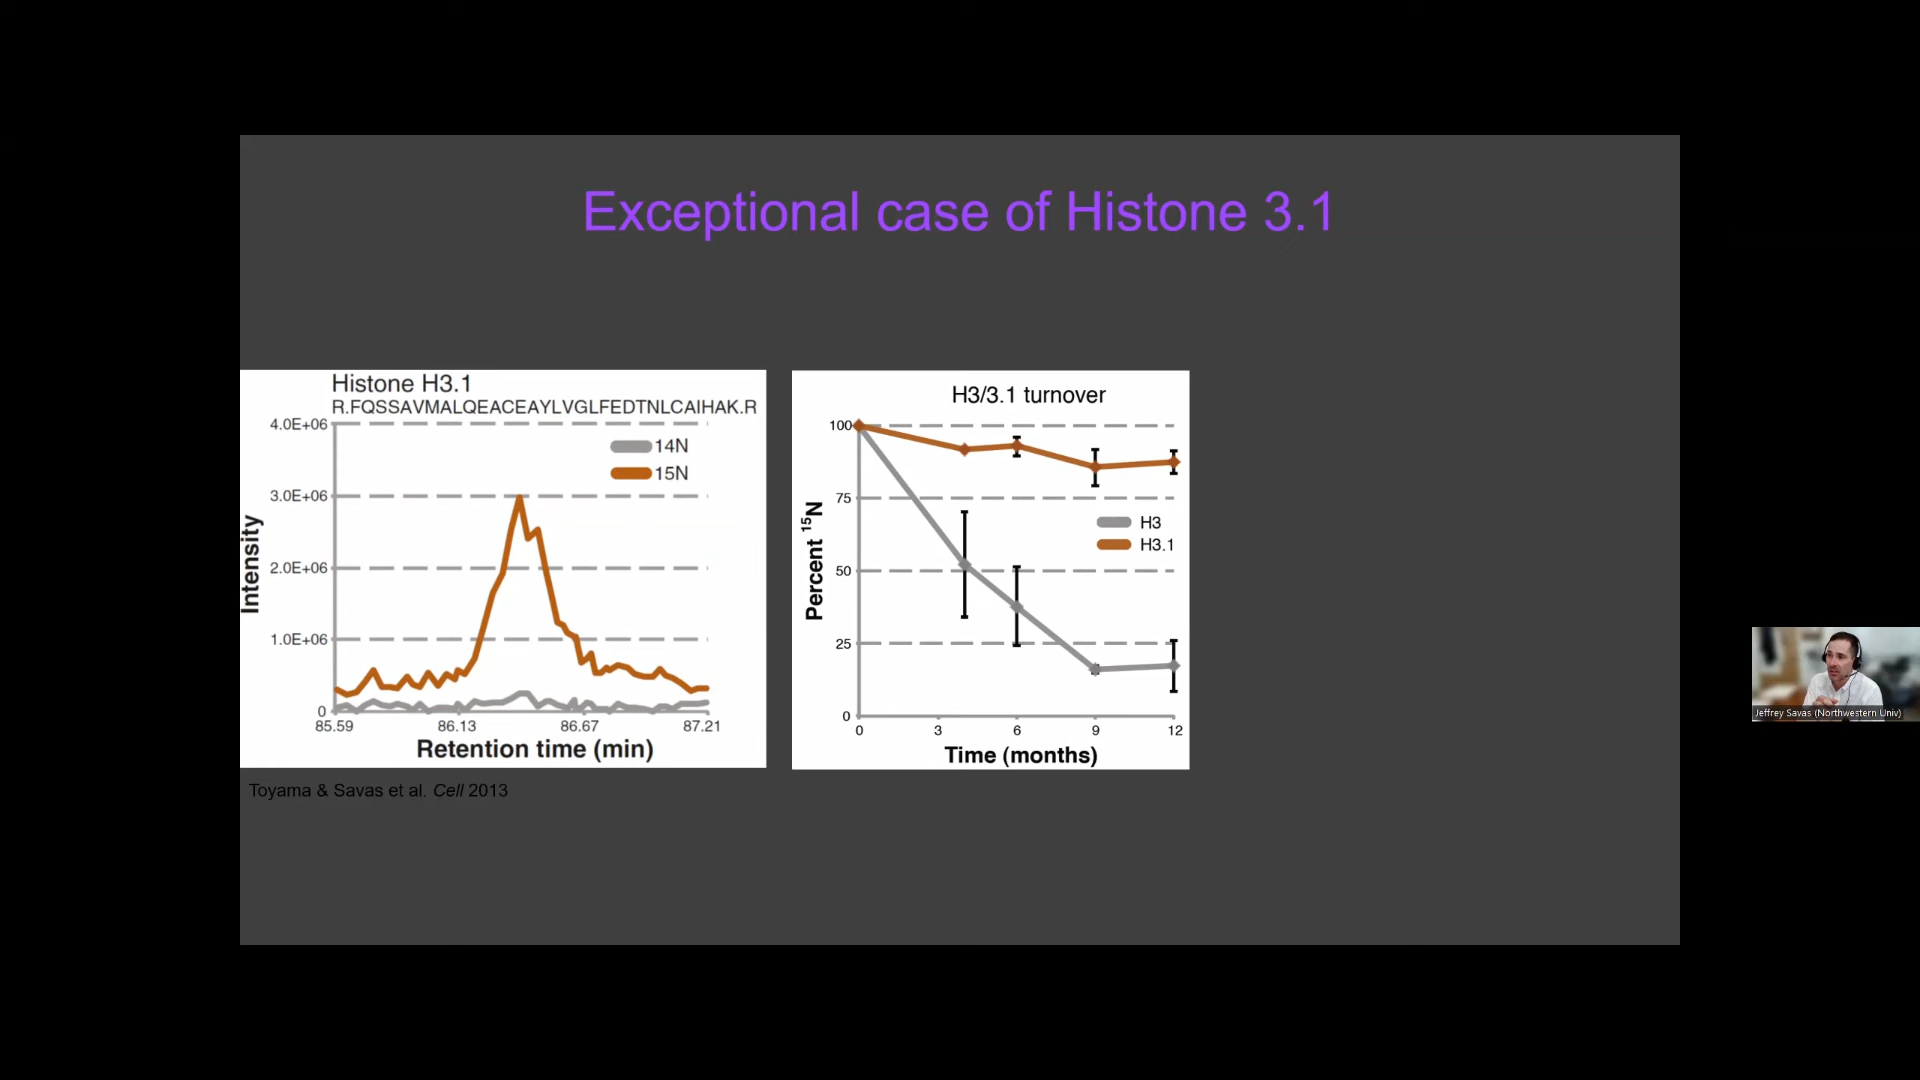 Exceptional case of Histone 3.1
Histone H3.1
R.FQSSAVMALQEACEAYLVGLFEDTNLCAIHAK.R
4.0E+06
14N
15N
3.0E+06
2.0E+06
1.0E+06
0
Intensity
85.59 86.13 86.67 87.21
Retention time (min)
H3/3.1 turnover
100
75
50
25
0
Percent ¹⁵N
H3
H3.1
0 3 6 9 12
Time (months)
Toyama & Savas et al. Cell 2013
Jeffrey Savas (Northwestern Univ)